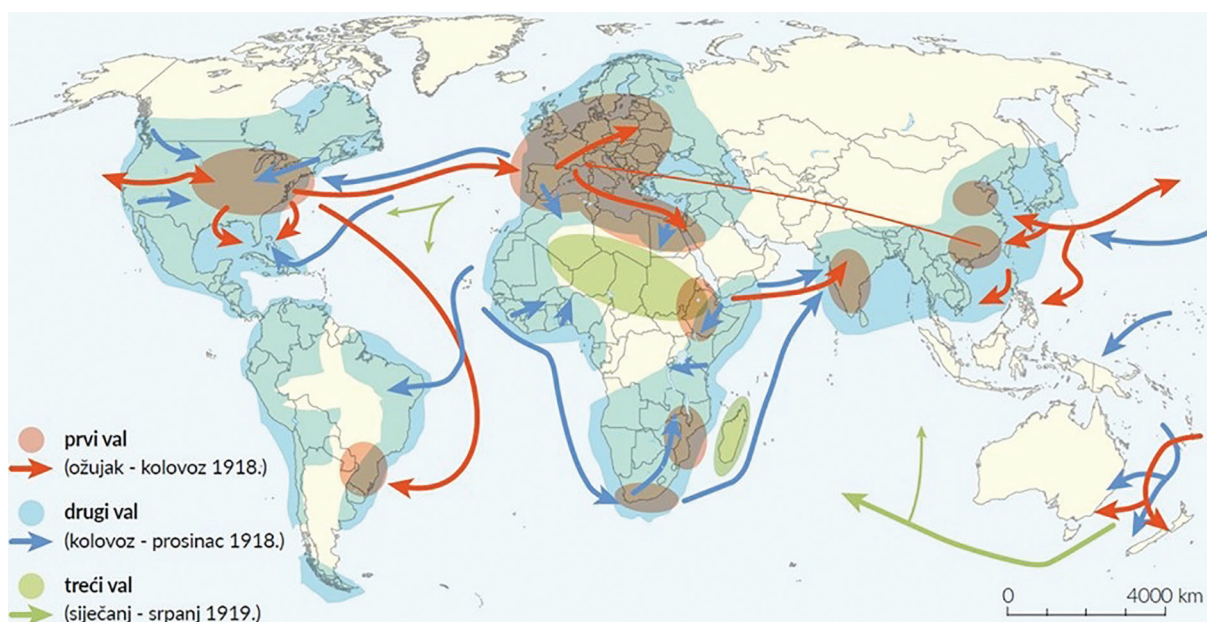 prvi val
(ožujak - kolovoz 1918.)
drugi val
(kolovoz - prosinac 1918.)
treći val
(siječanj - srpanj 1919.)
0 4000 km